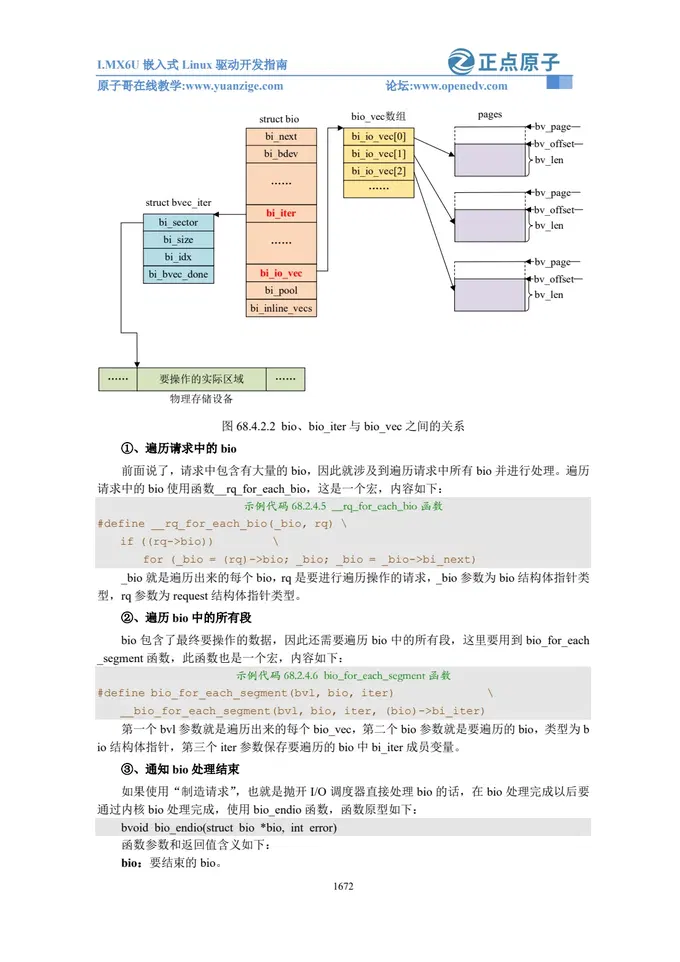 I.MX6U 嵌入式 Linux 驱动开发指南
正点原子
原子哥在线教学:www.yuanzige.com 论坛:www.openedv.com
struct bio
bi_next
bi_bdev
……
bi_iter
……
bi_io_vec
bi_pool
bi_inline_vecs
bio_vec数组
bi_io_vec[0]
bi_io_vec[1]
bi_io_vec[2]
……
pages
bv_page
bv_offset
bv_len
bv_page
bv_offset
bv_len
bv_page
bv_offset
bv_len
struct bvec_iter
bi_sector
bi_size
bi_idx
bi_bvec_done
…… 要操作的实际区域 ……
物理存储设备
图 68.4.2.2 bio、bio_iter 与 bio_vec 之间的关系
①、遍历请求中的 bio
前面说了，请求中包含有大量的 bio，因此就涉及到遍历请求中所有 bio 并进行处理。遍历
请求中的 bio 使用函数__rq_for_each_bio，这是一个宏，内容如下：
示例代码 68.2.4.5 __rq_for_each_bio 函数
#define __rq_for_each_bio(_bio, rq) \
if ((rq->bio)) \
for (_bio = (rq)->bio; _bio; _bio = _bio->bi_next)
_bio 就是遍历出来的每个 bio，rq 是要进行遍历操作的请求，_bio 参数为 bio 结构体指针类
型，rq 参数为 request 结构体指针类型。
②、遍历 bio 中的所有段
bio 包含了最终要操作的数据，因此还需要遍历 bio 中的所有段，这里要用到 bio_for_each
_segment 函数，此函数也是一个宏，内容如下：
示例代码 68.2.4.6 bio_for_each_segment 函数
#define bio_for_each_segment(bvl, bio, iter) \
__bio_for_each_segment(bvl, bio, iter, (bio)->bi_iter)
第一个 bvl 参数就是遍历出来的每个 bio_vec，第二个 bio 参数就是要遍历的 bio，类型为 b
io 结构体指针，第三个 iter 参数保存要遍历的 bio 中 bi_iter 成员变量。
③、通知 bio 处理结束
如果使用“制造请求”，也就是抛开 I/O 调度器直接处理 bio 的话，在 bio 处理完成以后要
通过内核 bio 处理完成，使用 bio_endio 函数，函数原型如下：
bvoid bio_endio(struct bio *bio, int error)
函数参数和返回值含义如下：
bio：要结束的 bio。
1672